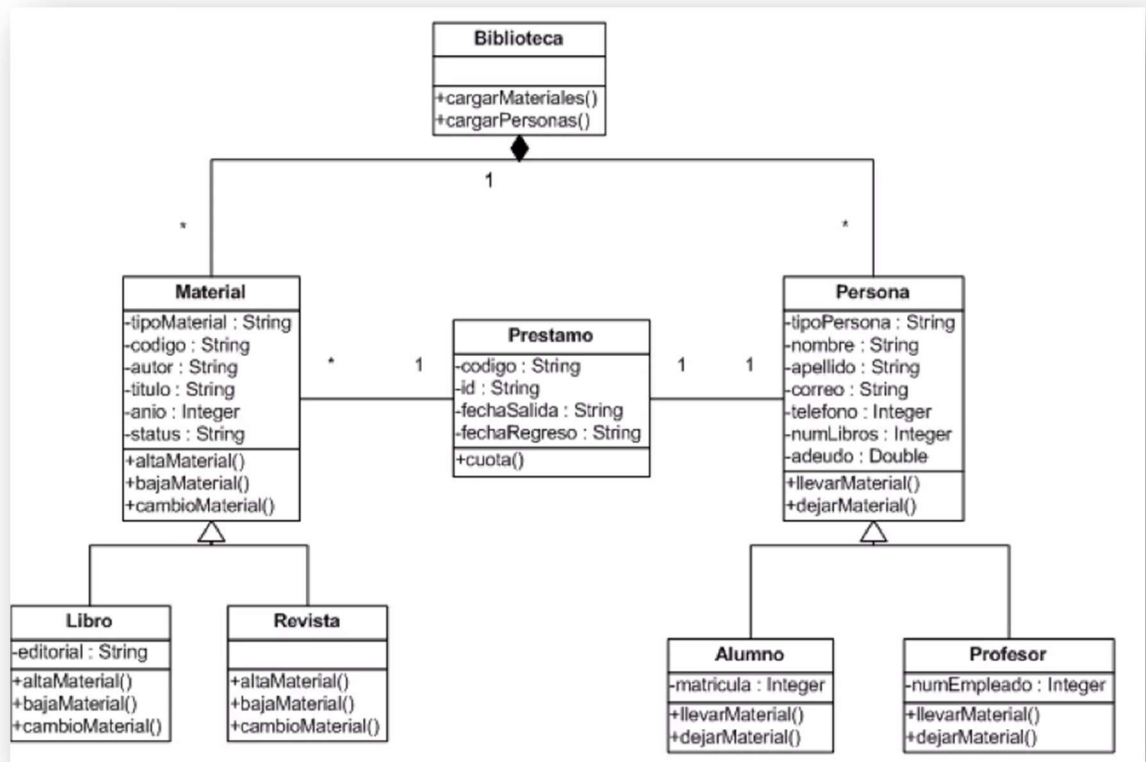 Biblioteca
+cargarMateriales()
+cargarPersonas()
1
*
*
Material
-tipoMaterial : String
-codigo : String
-autor : String
-titulo : String
-anio : Integer
-status : String
+altaMaterial()
+bajaMaterial()
+cambioMaterial()
*
1
Prestamo
-codigo : String
-id : String
-fechaSalida : String
-fechaRegreso : String
+cuota()
1
1
Persona
-tipoPersona : String
-nombre : String
-apellido : String
-correo : String
-telefono : Integer
-numLibros : Integer
-adeudo : Double
+llevarMaterial()
+dejarMaterial()
Libro
-editorial : String
+altaMaterial()
+bajaMaterial()
+cambioMaterial()
Revista
+altaMaterial()
+bajaMaterial()
+cambioMaterial()
Alumno
-matricula : Integer
+llevarMaterial()
+dejarMaterial()
Profesor
-numEmpleado : Integer
+llevarMaterial()
+dejarMaterial()